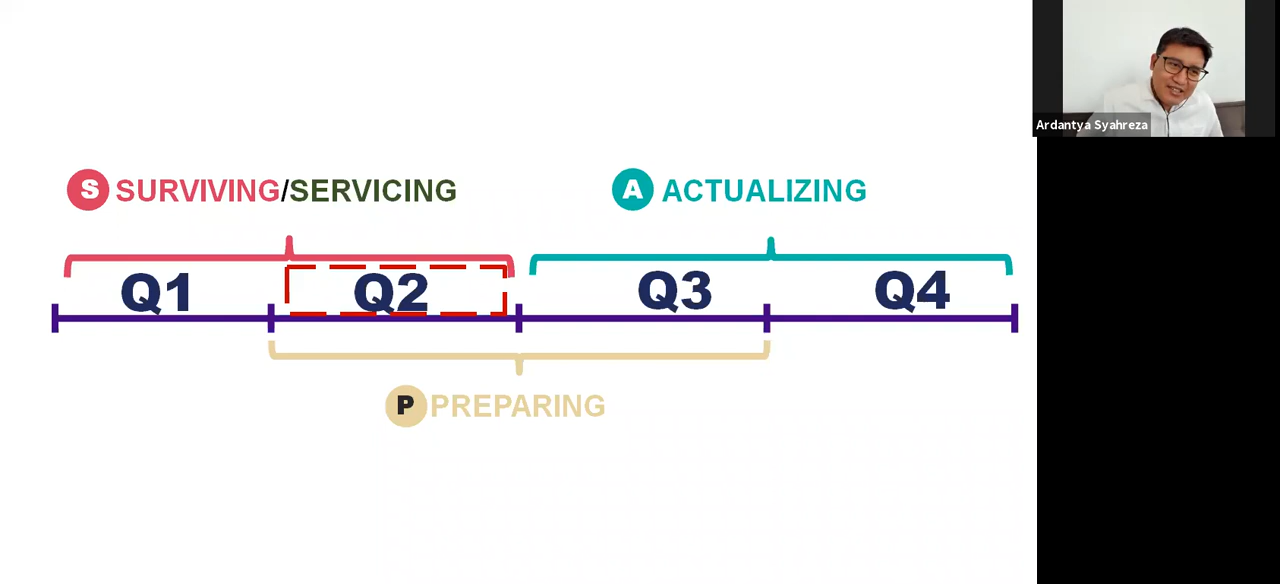 Ardantya Syahreza
S SURVIVING/SERVICING
A ACTUALIZING
Q1 Q2 Q3 Q4
P PREPARING